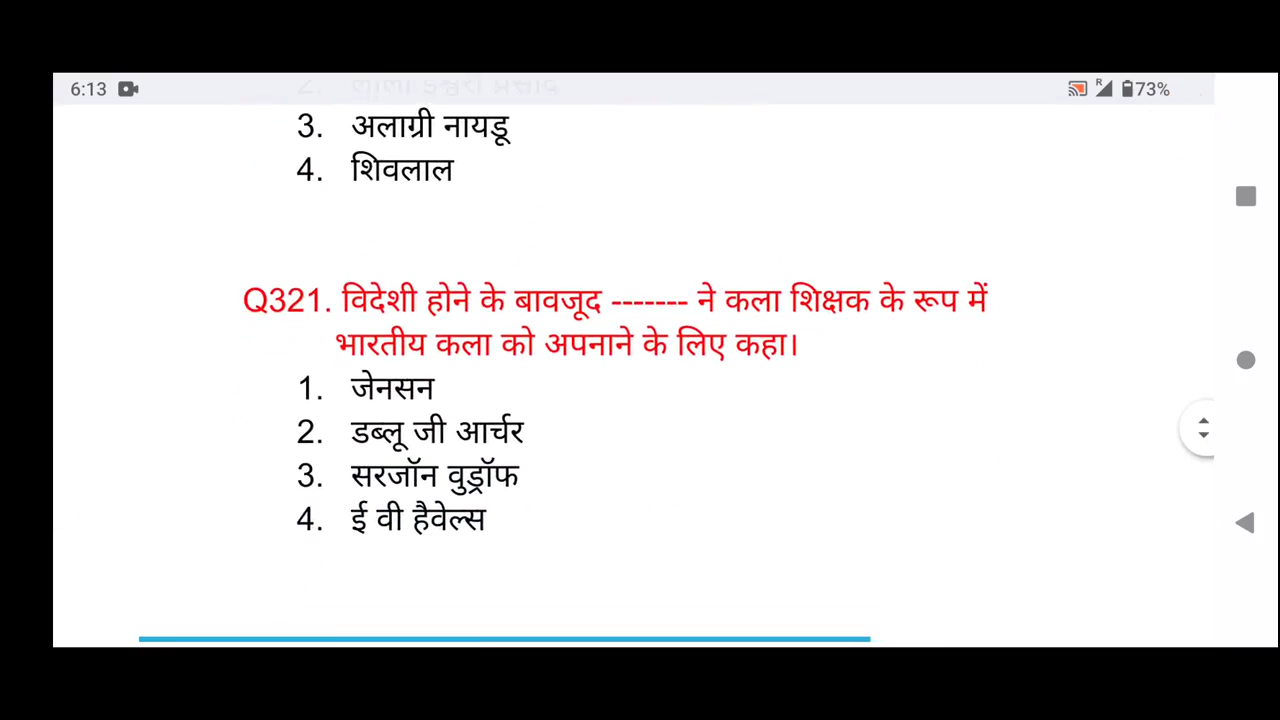 6:13
R
73%
3. अलाग्री नायडू
4. शिवलाल
Q321. विदेशी होने के बावजूद ------- ने कला शिक्षक के रूप में
भारतीय कला को अपनाने के लिए कहा।
1. जेनसन
2. डब्लू जी आर्चर
3. सरजॉन वुड्रॉफ
4. ई वी हैवेल्स